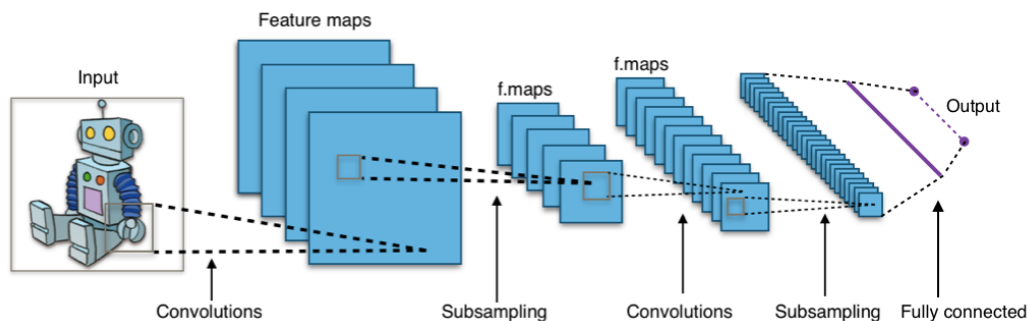 Feature maps
Input
f.maps
f.maps
Output
Convolutions
Subsampling
Convolutions
Subsampling
Fully connected